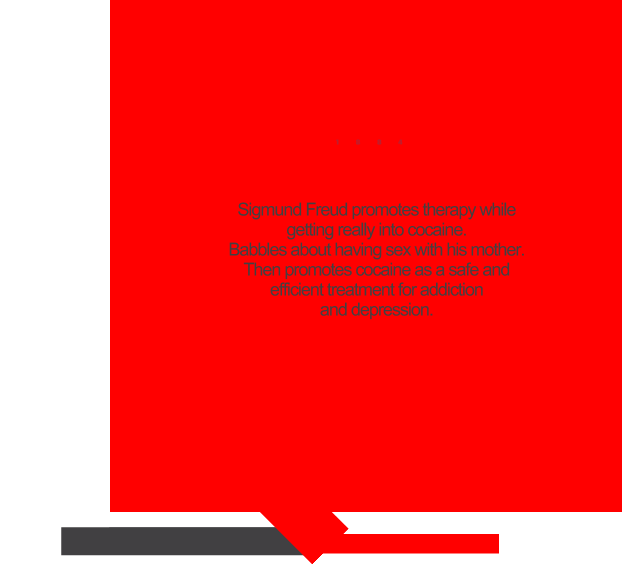 Sigmund Freud promotes therapy while
getting really into cocaine.
Babbles about having sex with his mother.
Then promotes cocaine as a safe and
efficient treatment for addiction
and depression.